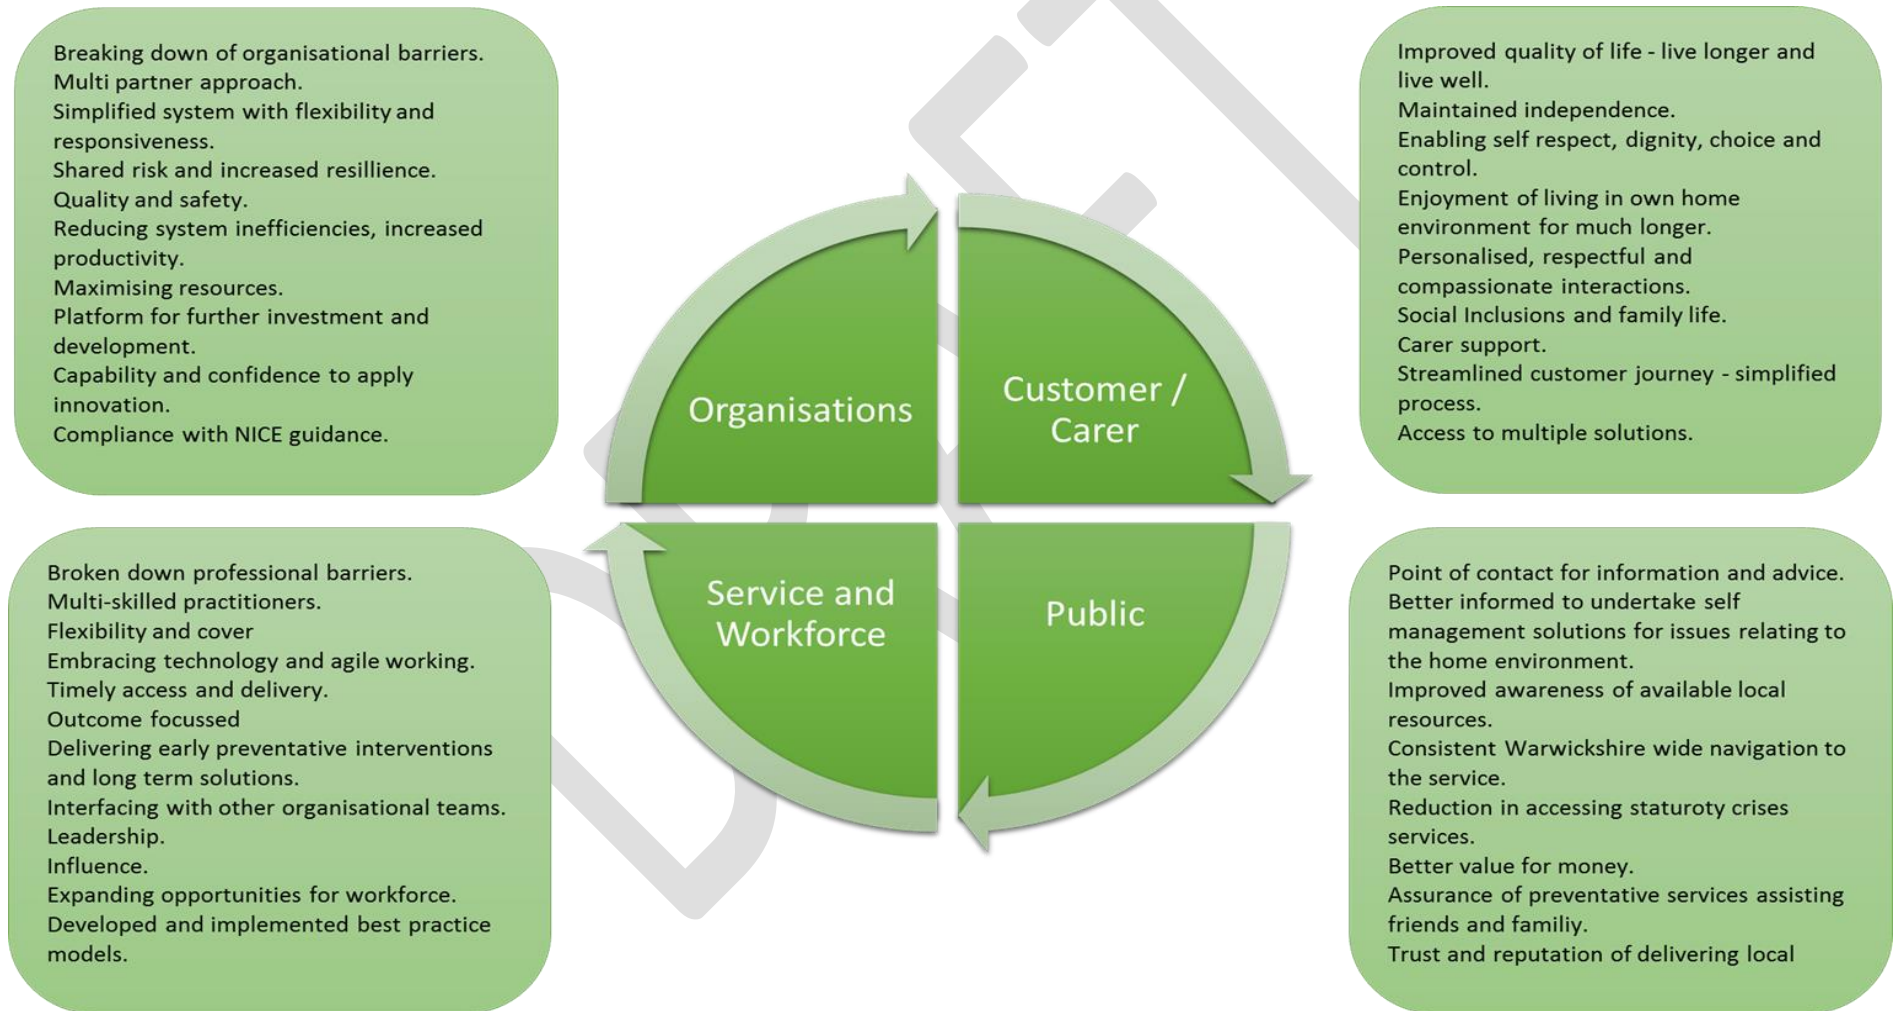 Breaking down of organisational barriers.
Multi partner approach.
Simplified system with flexibility and
responsiveness.
Shared risk and increased resillience.
Quality and safety.
Reducing system inefficiencies, increased
productivity.
Maximising resources.
Platform for further investment and
development.
Capability and confidence to apply
innovation.
Compliance with NICE guidance.
Improved quality of life - live longer and
live well.
Maintained independence.
Enabling self respect, dignity, choice and
control.
Enjoyment of living in own home
environment for much longer.
Personalised, respectful and
compassionate interactions.
Social Inclusions and family life.
Carer support.
Streamlined customer journey - simplified
process.
Access to multiple solutions.
Organisations
Customer /
Carer
Service and
Workforce
Public
Broken down professional barriers.
Multi-skilled practitioners.
Flexibility and cover
Embracing technology and agile working.
Timely access and delivery.
Outcome focussed
Delivering early preventative interventions
and long term solutions.
Interfacing with other organisational teams.
Leadership.
Influence.
Expanding opportunities for workforce.
Developed and implemented best practice
models.
Point of contact for information and advice.
Better informed to undertake self
management solutions for issues relating to
the home environment.
Improved awareness of available local
resources.
Consistent Warwickshire wide navigation to
the service.
Reduction in accessing staturoty crises
services.
Better value for money.
Assurance of preventative services assisting
friends and familiy.
Trust and reputation of delivering local
DRAFT